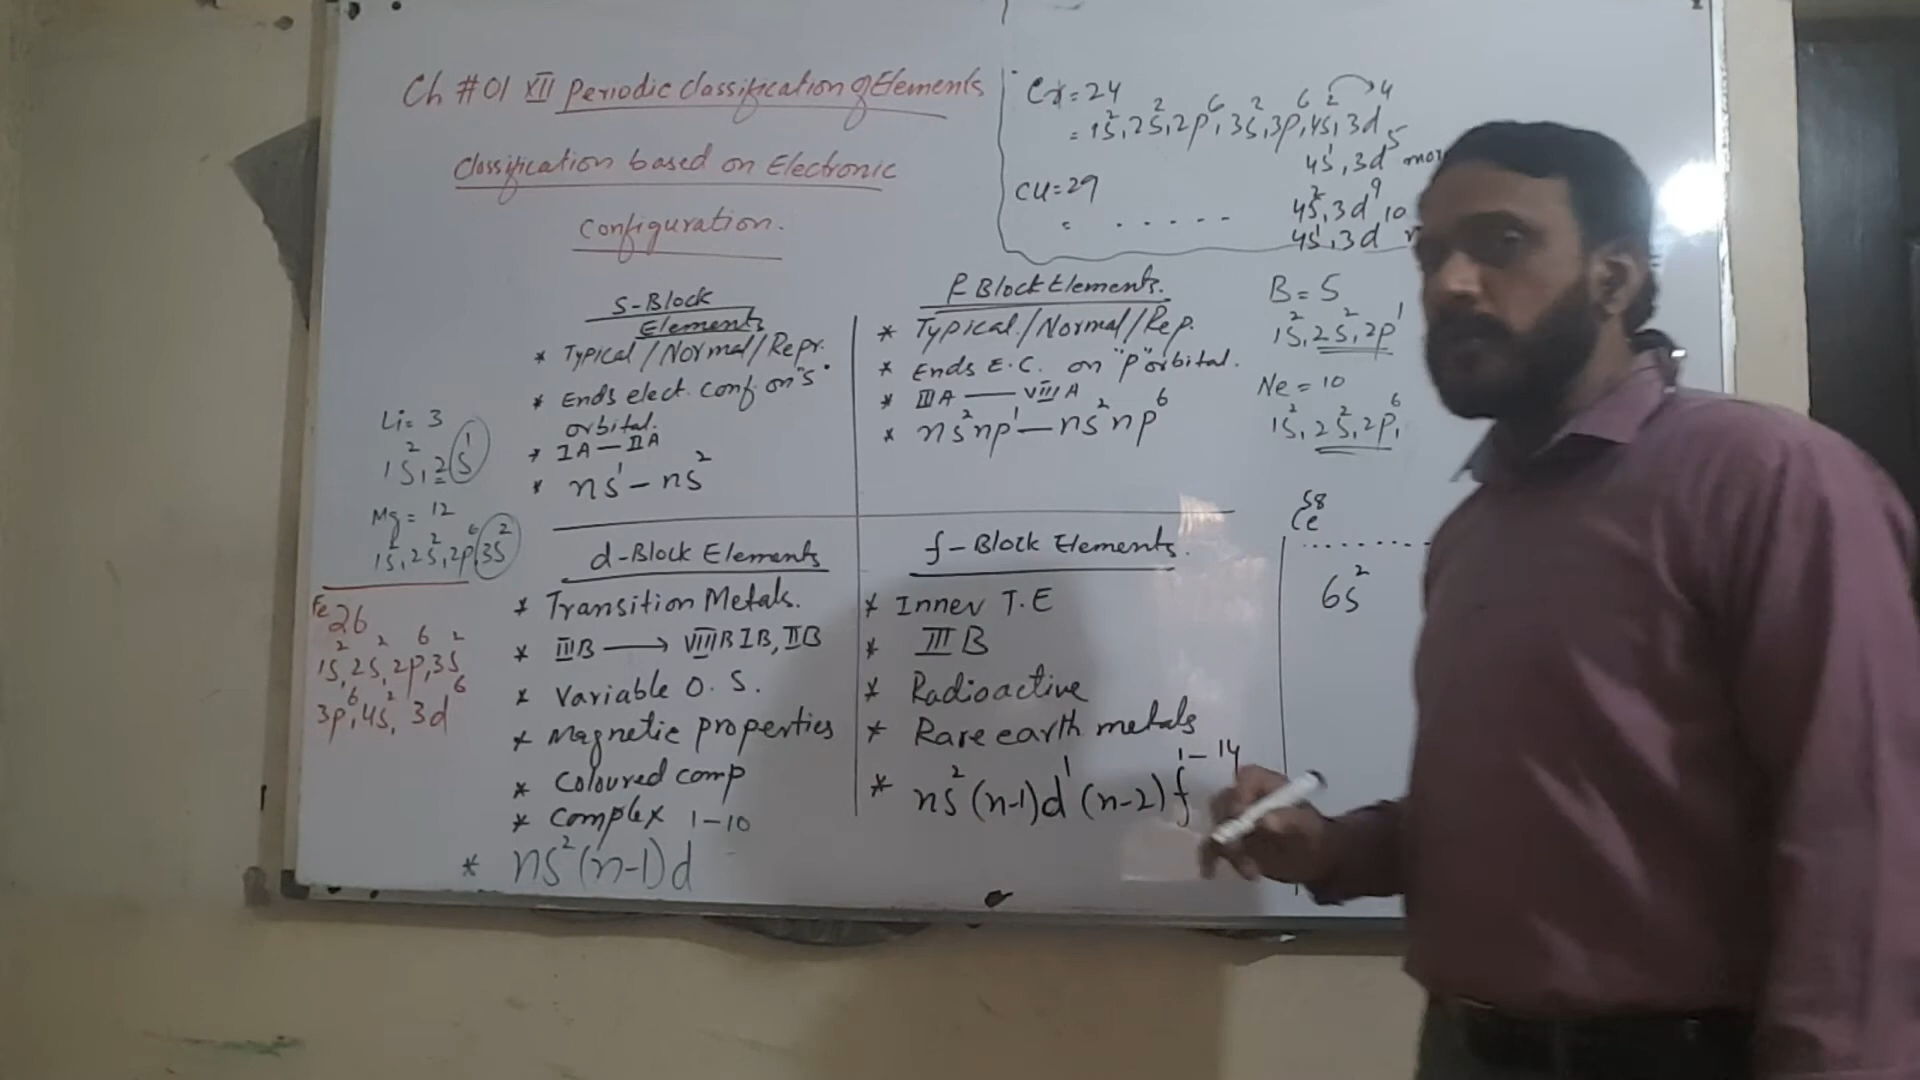 Ch #01 XII Periodic classification of Elements
Classification based on Electronic
Configuration.
Cr=24
= 1s², 2s², 2p⁶, 3s², 3p⁶, 4s², 3d⁴
4s¹, 3d⁵
Cu=29
= . . . . . . 4s², 3d⁹
4s¹, 3d¹⁰
S-Block
Elements
* Typical/Normal/Repr.
* Ends elect. conf on "s"
orbital.
* IA — IIA
* ns¹ – ns²
P Block Elements.
* Typical/Normal/Rep.
* Ends E.C. on "P" orbital.
* IIIA — VIIIA
* ns² np¹ — ns² np⁶
B = 5
1s², 2s², 2p¹
Ne = 10
1s², 2s², 2p⁶,
Li = 3
1s², 2s¹
Mg = 12
1s², 2s², 2p⁶ 3s²
Fe 26
1s², 2s², 2p⁶, 3s²
3p⁶, 4s², 3d⁶
d-Block Elements
* Transition Metals.
* IIIB → VIIIB IB, IIB
* Variable O. S.
* Magnetic properties
* Coloured comp
* Complex
* ns² (n-1)d¹⁻¹⁰
f-Block Elements.
* Inner T.E
* IIIB
* Radioactive
* Rare earth metals
* ns² (n-1)d¹ (n-2) f¹⁻¹⁴
58
Ce
. . . . . . . .
6s²